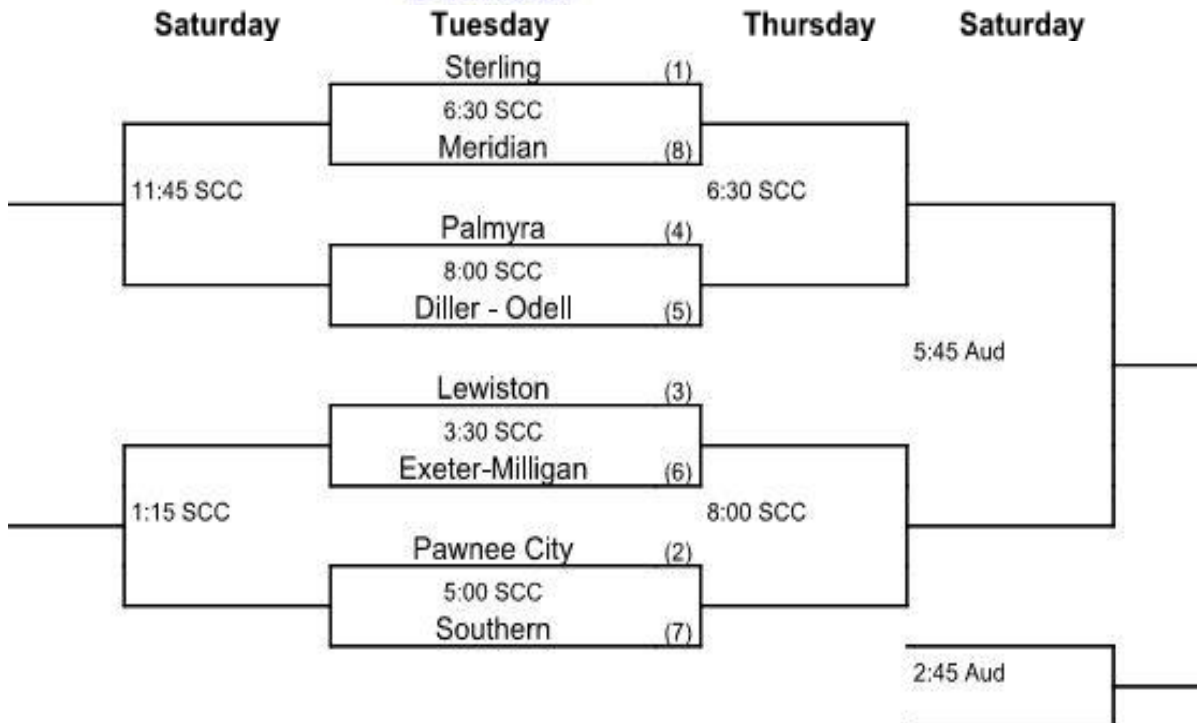 Saturday Tuesday Thursday Saturday
Sterling (1)
6:30 SCC
Meridian (8)
11:45 SCC 6:30 SCC
Palmyra (4)
8:00 SCC
Diller - Odell (5)
5:45 Aud
Lewiston (3)
3:30 SCC
Exeter-Milligan (6)
1:15 SCC 8:00 SCC
Pawnee City (2)
5:00 SCC
Southern (7)
2:45 Aud